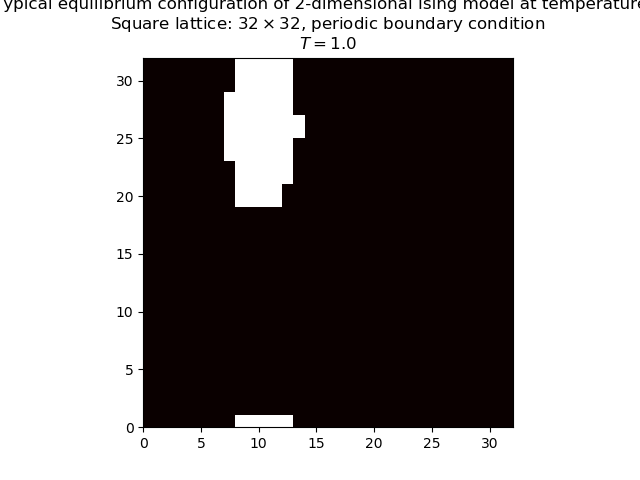 ypical equilibrium configuration of 2-dimensional Ising model at temperature
Square lattice: 32 × 32, periodic boundary condition
T = 1.0
30
25
20
15
10
5
0
0 5 10 15 20 25 30